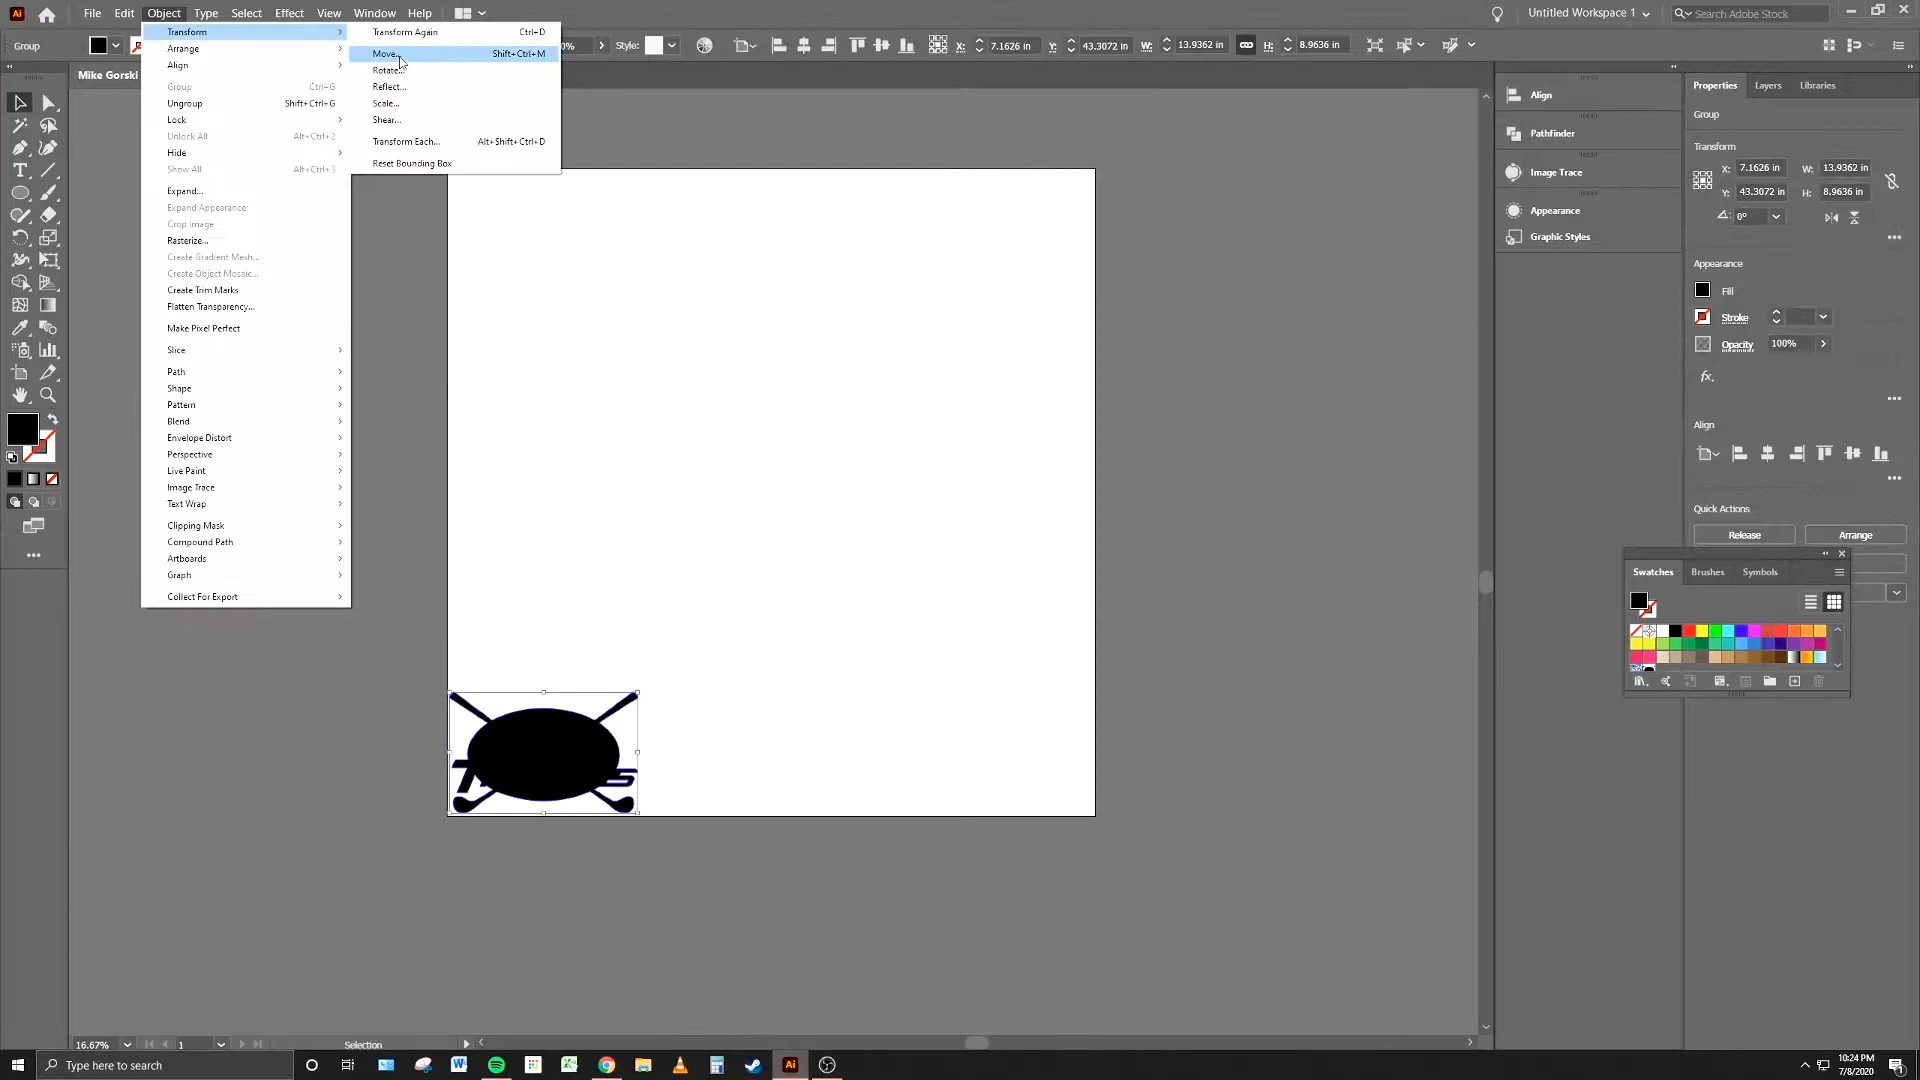 Ai File Edit Object Type Select Effect View Window Help Untitled Workspace 1 Search Adobe Stock
Group Style: X: 7.1626 in Y: 43.3072 in W: 13.9362 in H: 8.9636 in
Mike Gorski
Transform
Arrange
Align
Group Ctrl+G
Ungroup Shift+Ctrl+G
Lock
Unlock All Alt+Ctrl+2
Hide
Show All Alt+Ctrl+3
Expand...
Expand Appearance
Crop Image
Rasterize...
Create Gradient Mesh...
Create Object Mosaic...
Create Trim Marks
Flatten Transparency...
Make Pixel Perfect
Slice
Path
Shape
Pattern
Blend
Envelope Distort
Perspective
Live Paint
Image Trace
Text Wrap
Clipping Mask
Compound Path
Artboards
Graph
Collect For Export
Transform Again Ctrl+D
Move... Shift+Ctrl+M
Rotate...
Reflect...
Scale...
Shear...
Transform Each... Alt+Shift+Ctrl+D
Reset Bounding Box
Align
Pathfinder
Image Trace
Appearance
Graphic Styles
Properties Layers Libraries
Group
Transform
X: 7.1626 in W: 13.9362 in
Y: 43.3072 in H: 8.9636 in
0°
Appearance
Fill
Stroke
Opacity 100%
fx.
Align
Quick Actions
Release Arrange
Swatches Brushes Symbols
16.67% 1 Selection
Type here to search
Ai
10:24 PM
7/8/2020